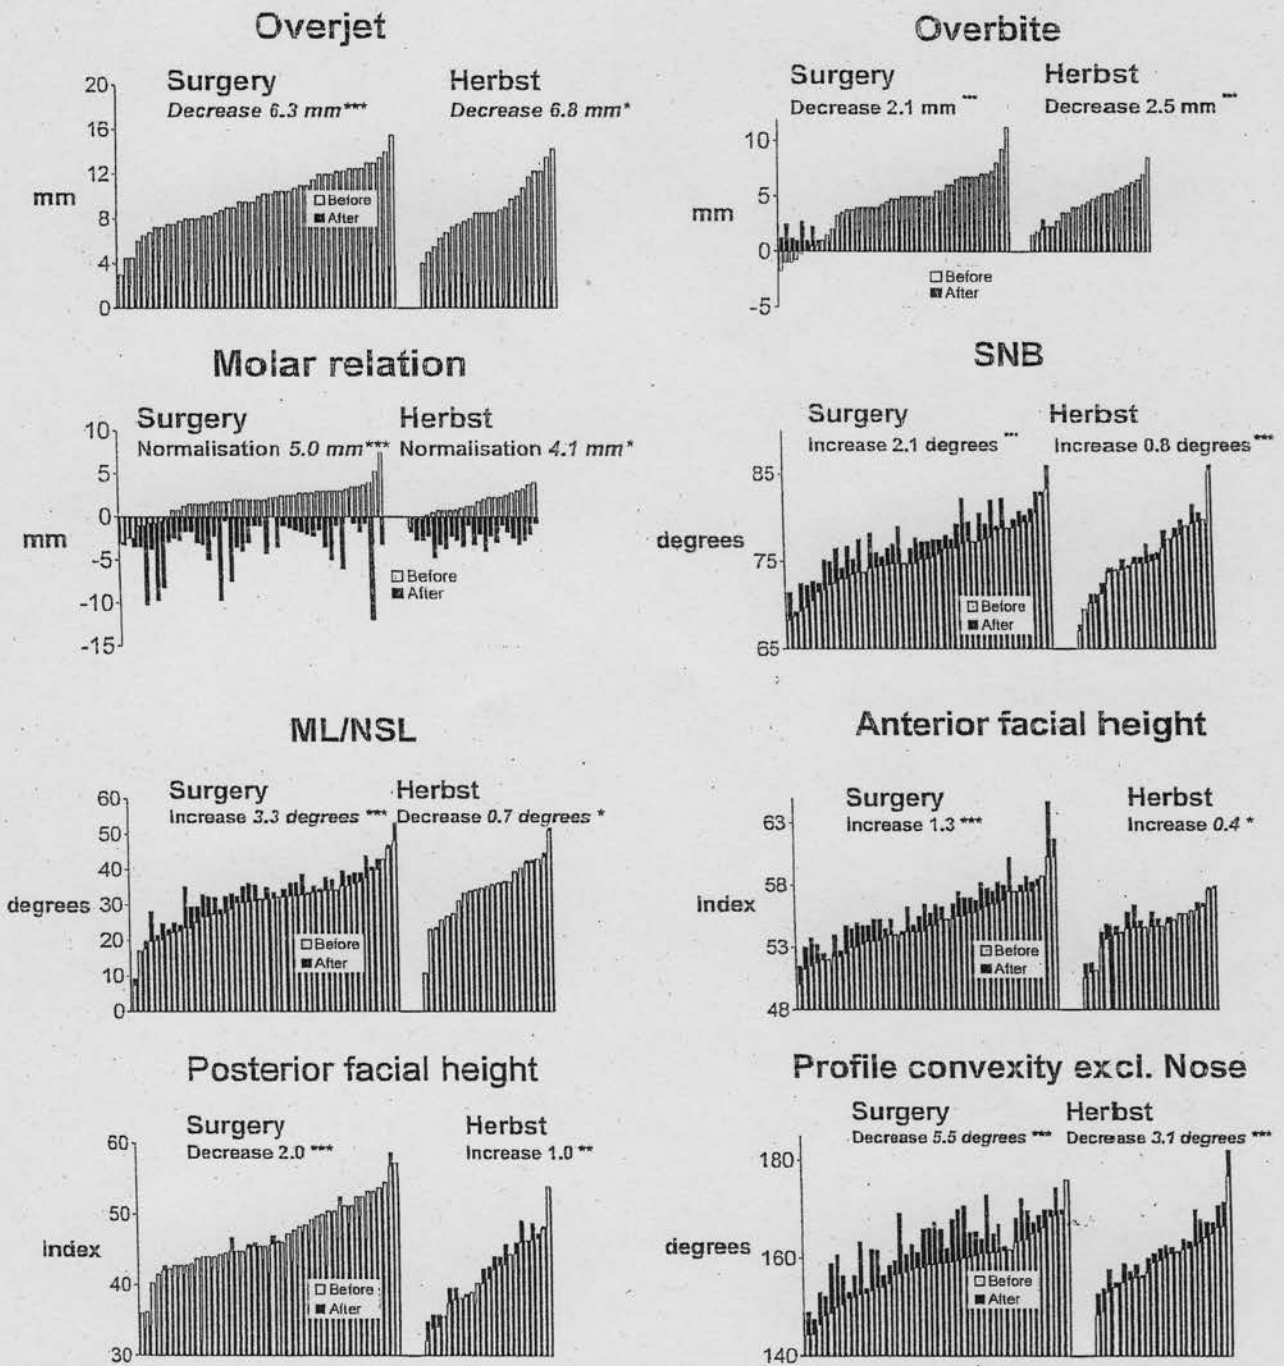 Overjet
Surgery
Decrease 6.3 mm***
Herbst
Decrease 6.8 mm*
20
16
12
8
4
0
mm
Before
After
Overbite
Surgery
Decrease 2.1 mm ***
Herbst
Decrease 2.5 mm ***
10
5
0
-5
mm
Before
After
Molar relation
Surgery
Normalisation 5.0 mm***
Herbst
Normalisation 4.1 mm*
10
5
0
-5
-10
-15
mm
Before
After
SNB
Surgery
Increase 2.1 degrees ***
Herbst
Increase 0.8 degrees ***
85
75
65
degrees
Before
After
ML/NSL
Surgery
Increase 3.3 degrees ***
Herbst
Decrease 0.7 degrees *
60
50
40
30
20
10
0
degrees
Before
After
Anterior facial height
Surgery
Increase 1.3 ***
Herbst
Increase 0.4 *
63
58
53
48
index
Before
After
Posterior facial height
Surgery
Decrease 2.0 ***
Herbst
Increase 1.0 **
60
50
40
30
index
Before
After
Profile convexity excl. Nose
Surgery
Decrease 5.5 degrees ***
Herbst
Decrease 3.1 degrees ***
180
160
140
degrees
Before
After